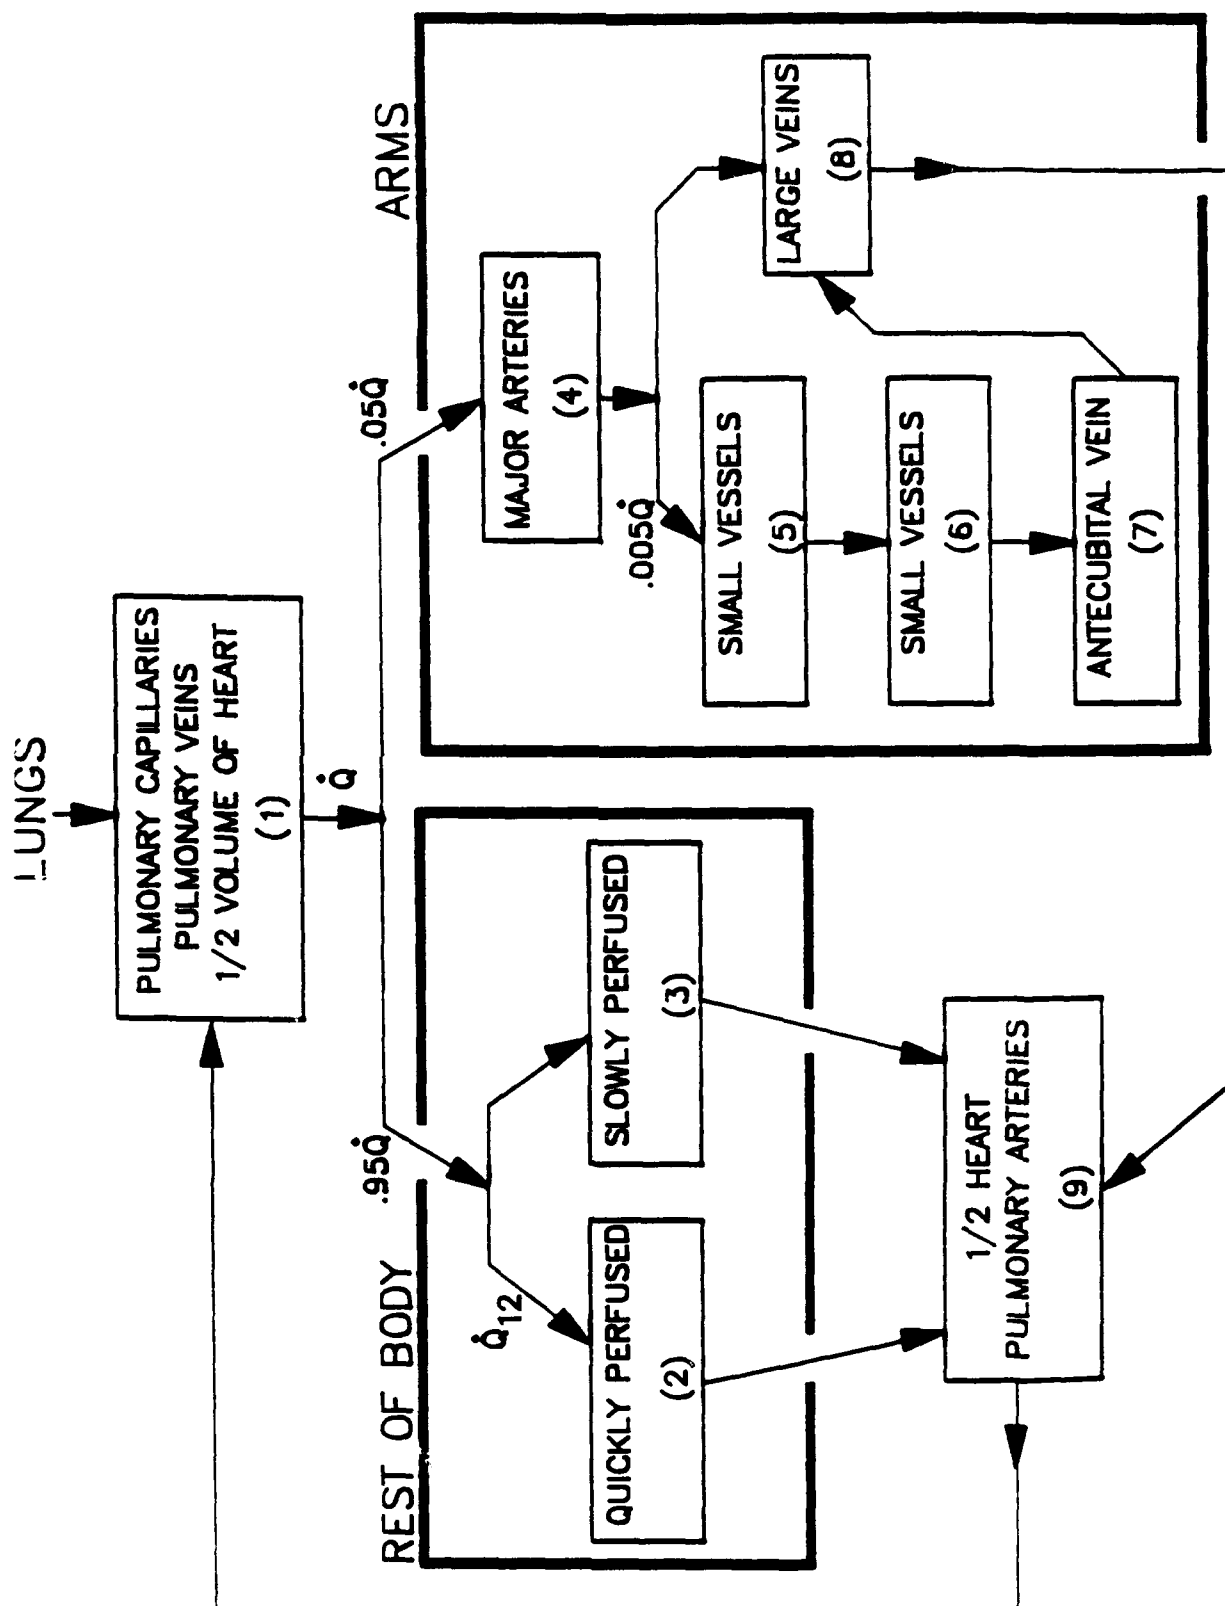 LUNGS
PULMONARY CAPILLARIES
PULMONARY VEINS
1/2 VOLUME OF HEART
(1)
Q̇
.95Q̇
.05Q̇
REST OF BODY
Q̇12
QUICKLY PERFUSED
(2)
SLOWLY PERFUSED
(3)
1/2 HEART
PULMONARY ARTERIES
(9)
ARMS
MAJOR ARTERIES
(4)
.005Q̇
SMALL VESSELS
(5)
SMALL VESSELS
(6)
ANTECUBITAL VEIN
(7)
LARGE VEINS
(8)